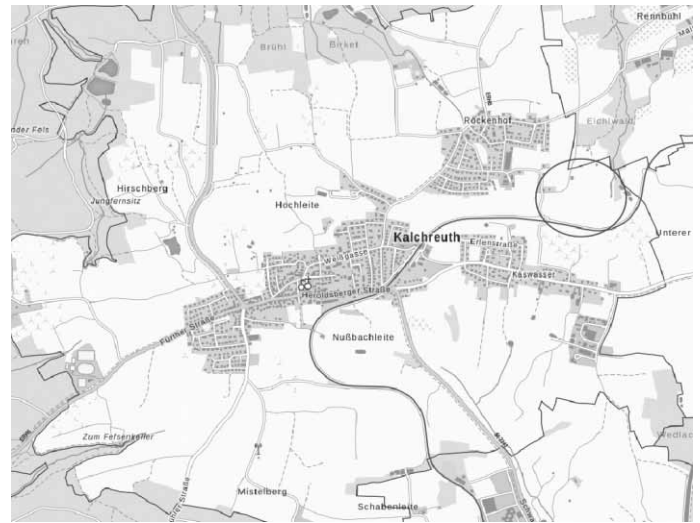 Rennbühl
Brühl
Birket
Röckenhof
Eichlwald
Hirschberg
Jungfernsitz
Hochleite
Kalchreuth
Unterer
Erlenstraße
Weißgasse
Kaswasser
Heroldsberger Straße
Fürther Straße
Nußbachleite
Zum Felsenkeller
Mistelberg
Schabenleite